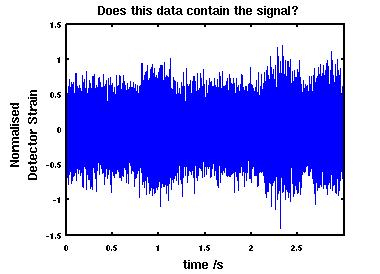 Does this data contain the signal?
1.5
1
0.5
0
-0.5
-1
-1.5
Normalised
Detector Strain
0 0.5 1 1.5 2 2.5
time /s